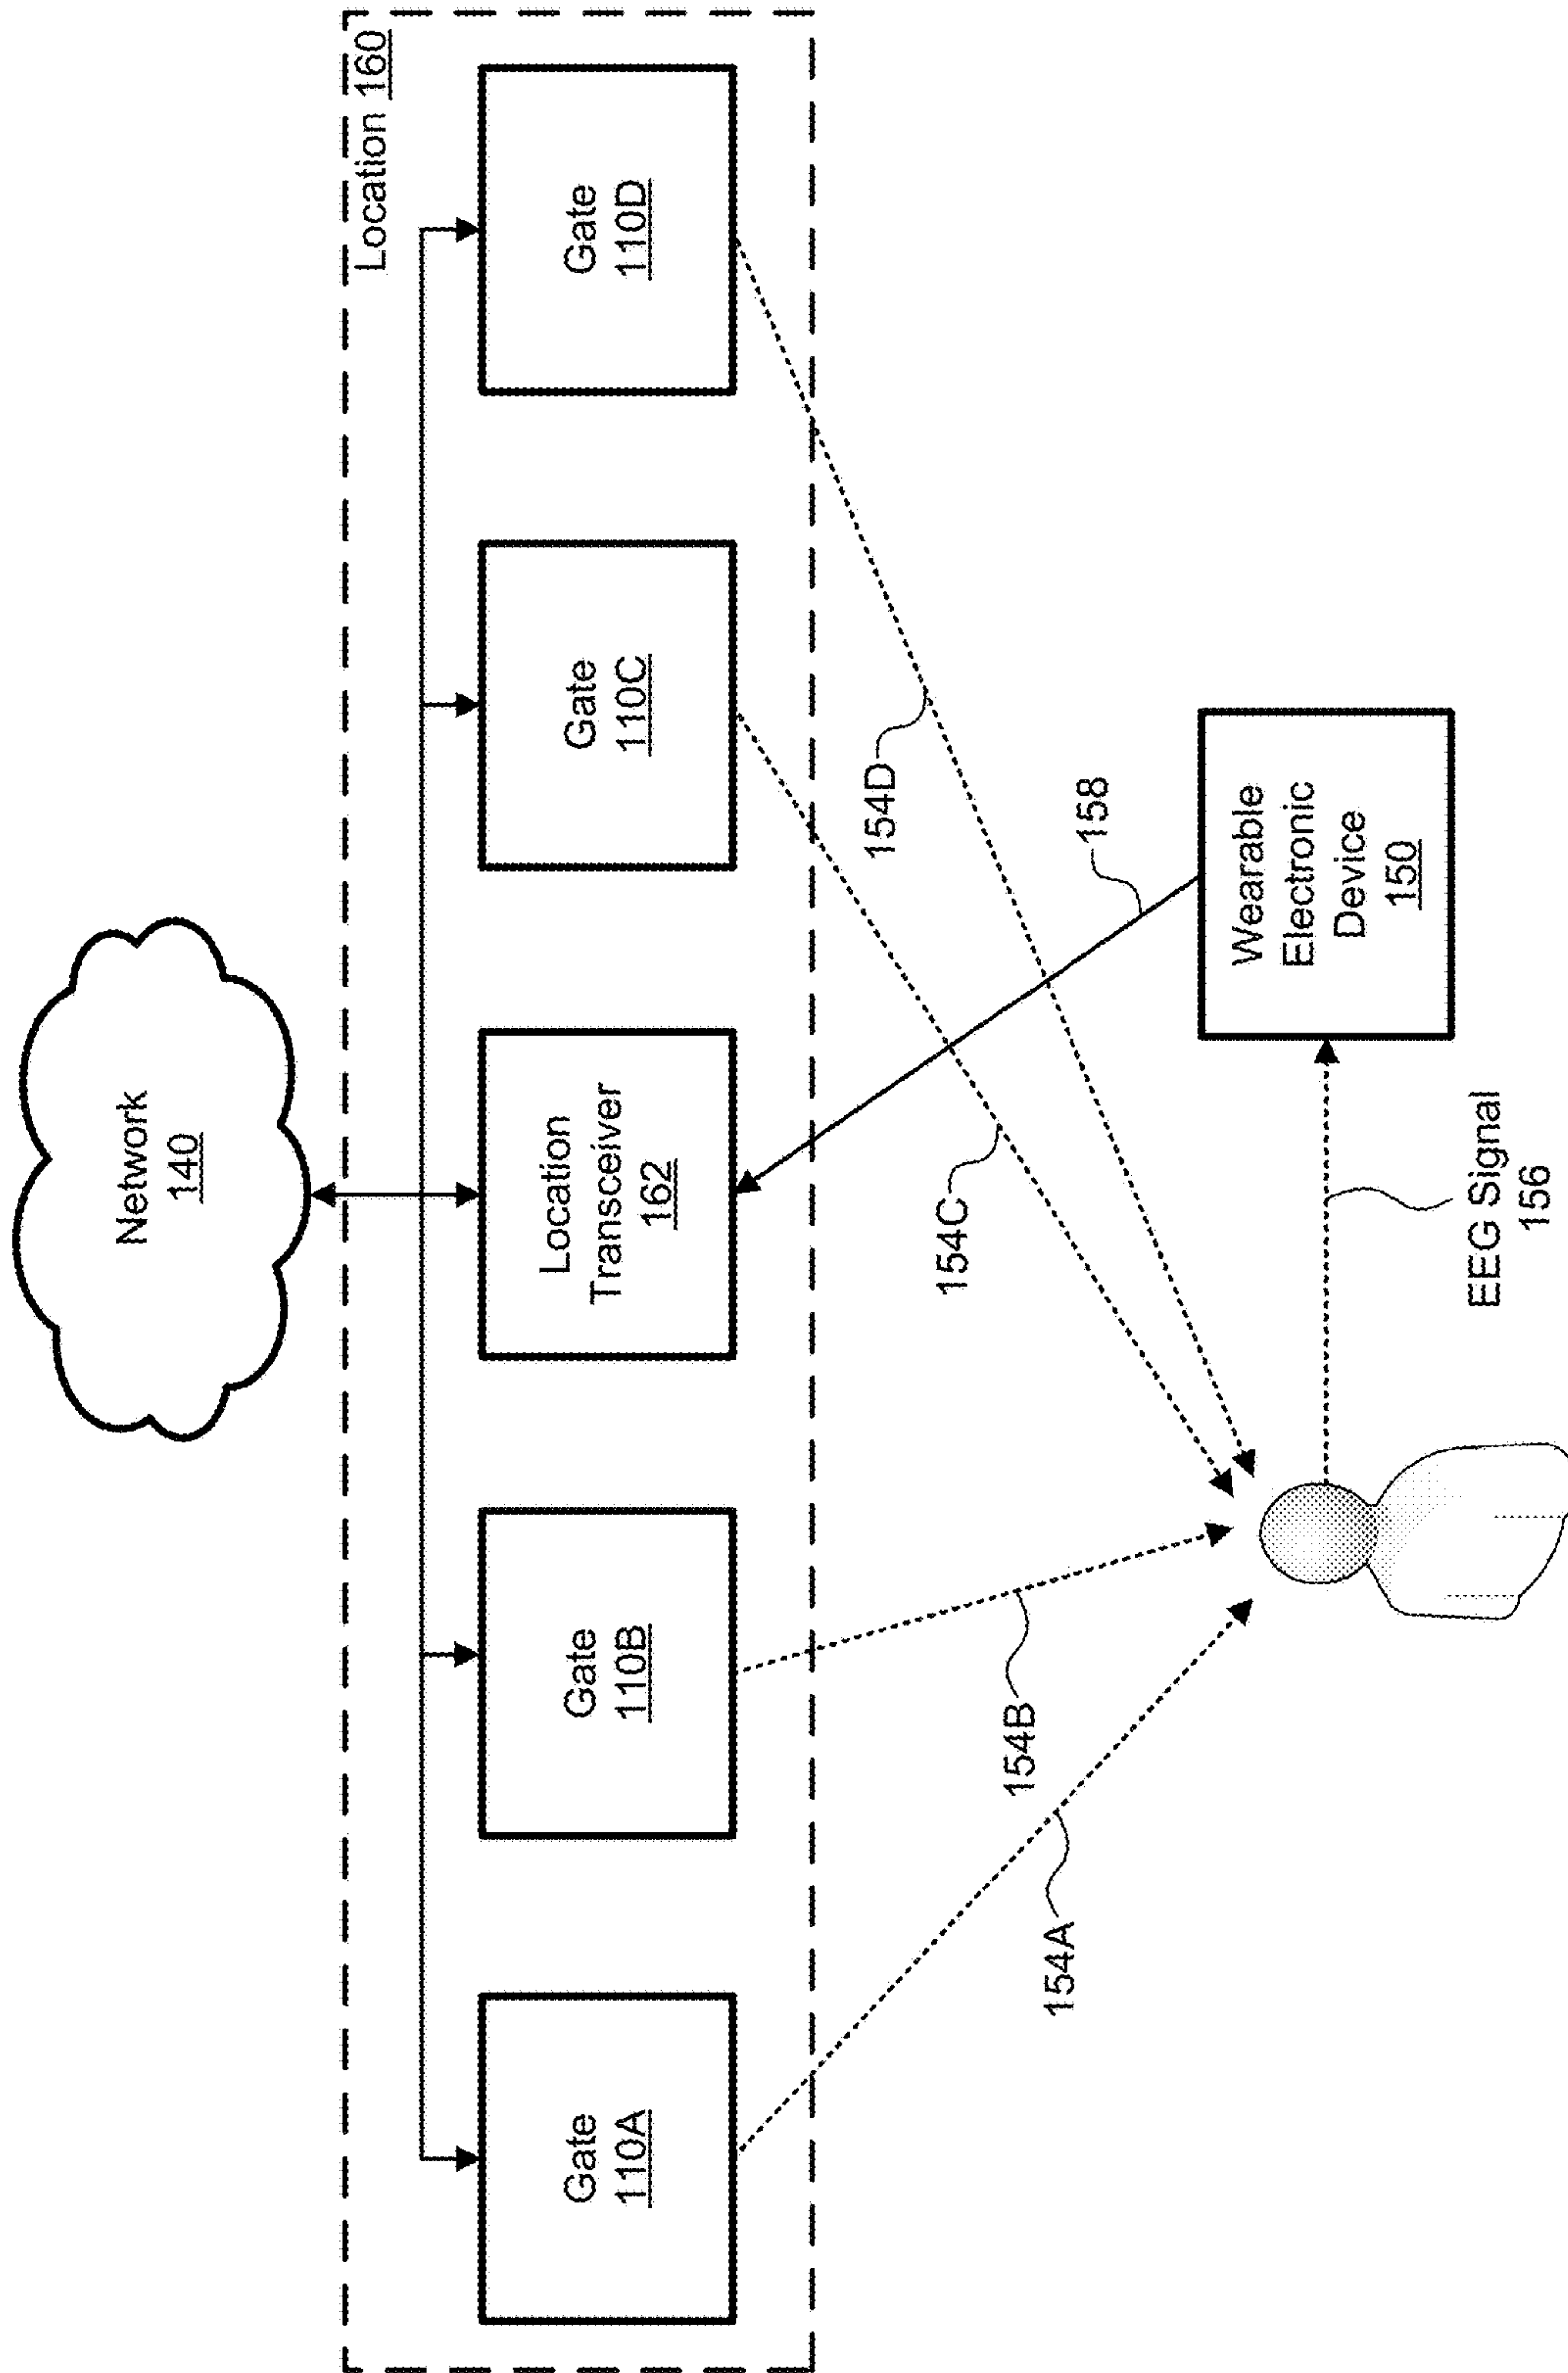 Network
140
Location 160
Gate
110A
Gate
110B
Location
Transceiver
162
Gate
110C
Gate
110D
154A
154B
154C
154D
158
Wearable
Electronic
Device
150
EEG Signal
156